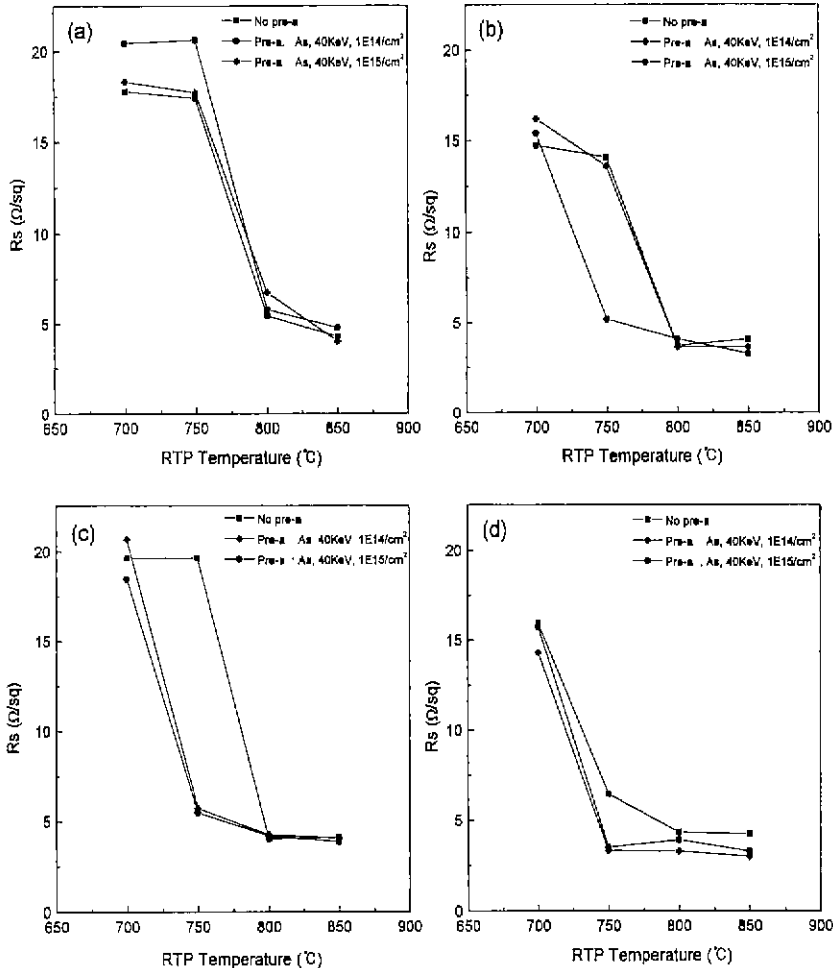 (a)
No pre-a
Pre-a. As, 40KeV, 1E14/cm²
Pre-a As, 40KeV, 1E15/cm²
20
15
10
5
0
Rs (Ω/sq)
650 700 750 800 850 900
RTP Temperature (℃)
(b)
No pre-a
Pre-a As, 40KeV, 1E14/cm²
Pre-a As, 40KeV, 1E15/cm²
20
15
10
5
0
Rs (Ω/sq)
650 700 750 800 850 900
RTP Temperature (℃)
(c)
No pre-a
Pre-a As, 40KeV, 1E14/cm²
Pre-a As, 40KeV, 1E15/cm²
20
15
10
5
0
Rs (Ω/sq)
650 700 750 800 850 900
RTP Temperature (℃)
(d)
No pre-a
Pre-a As, 40KeV, 1E14/cm²
Pre-a , As, 40KeV, 1E15/cm²
20
15
10
5
0
Rs (Ω/sq)
650 700 750 800 850 900
RTP Temperature (℃)